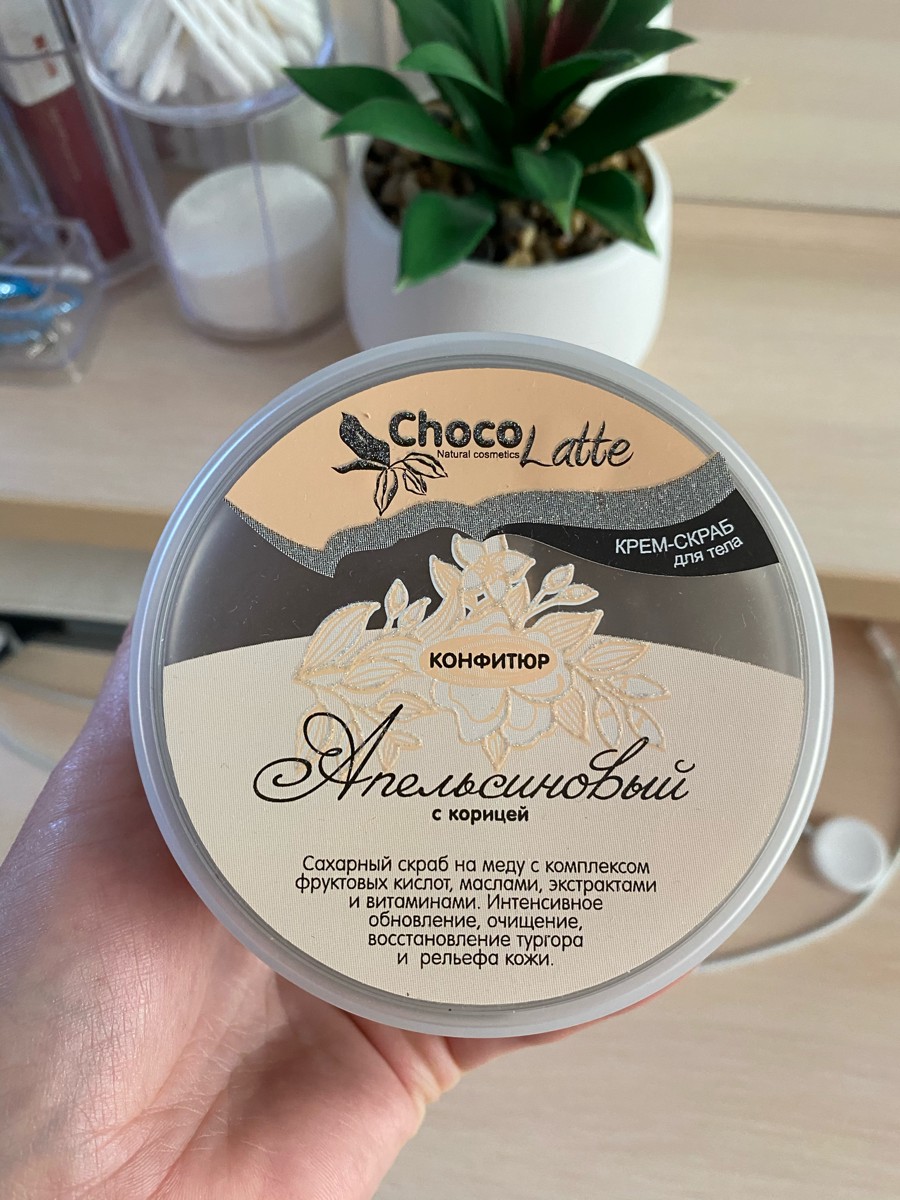 Choco Latte
Natural cosmetics
КРЕМ-СКРАБ
для тела
КОНФИТЮР
Апельсиновый
с корицей
Сахарный скраб на меду с комплексом
фруктовых кислот, маслами, экстрактами
и витаминами. Интенсивное
обновление, очищение,
восстановление тургора
и рельефа кожи.